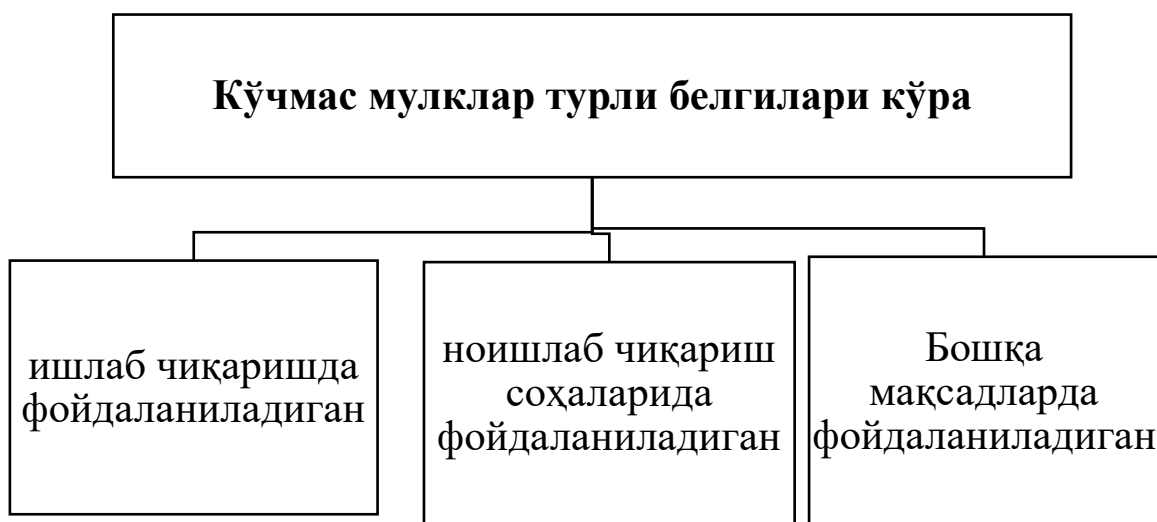 Кўчмас мулклар турли белгилари кўра
ишлаб чиқаришда
фойдаланиладиган
ноишлаб чиқариш
соҳаларида
фойдаланиладиган
Бошқа
мақсадларда
фойдаланиладиган